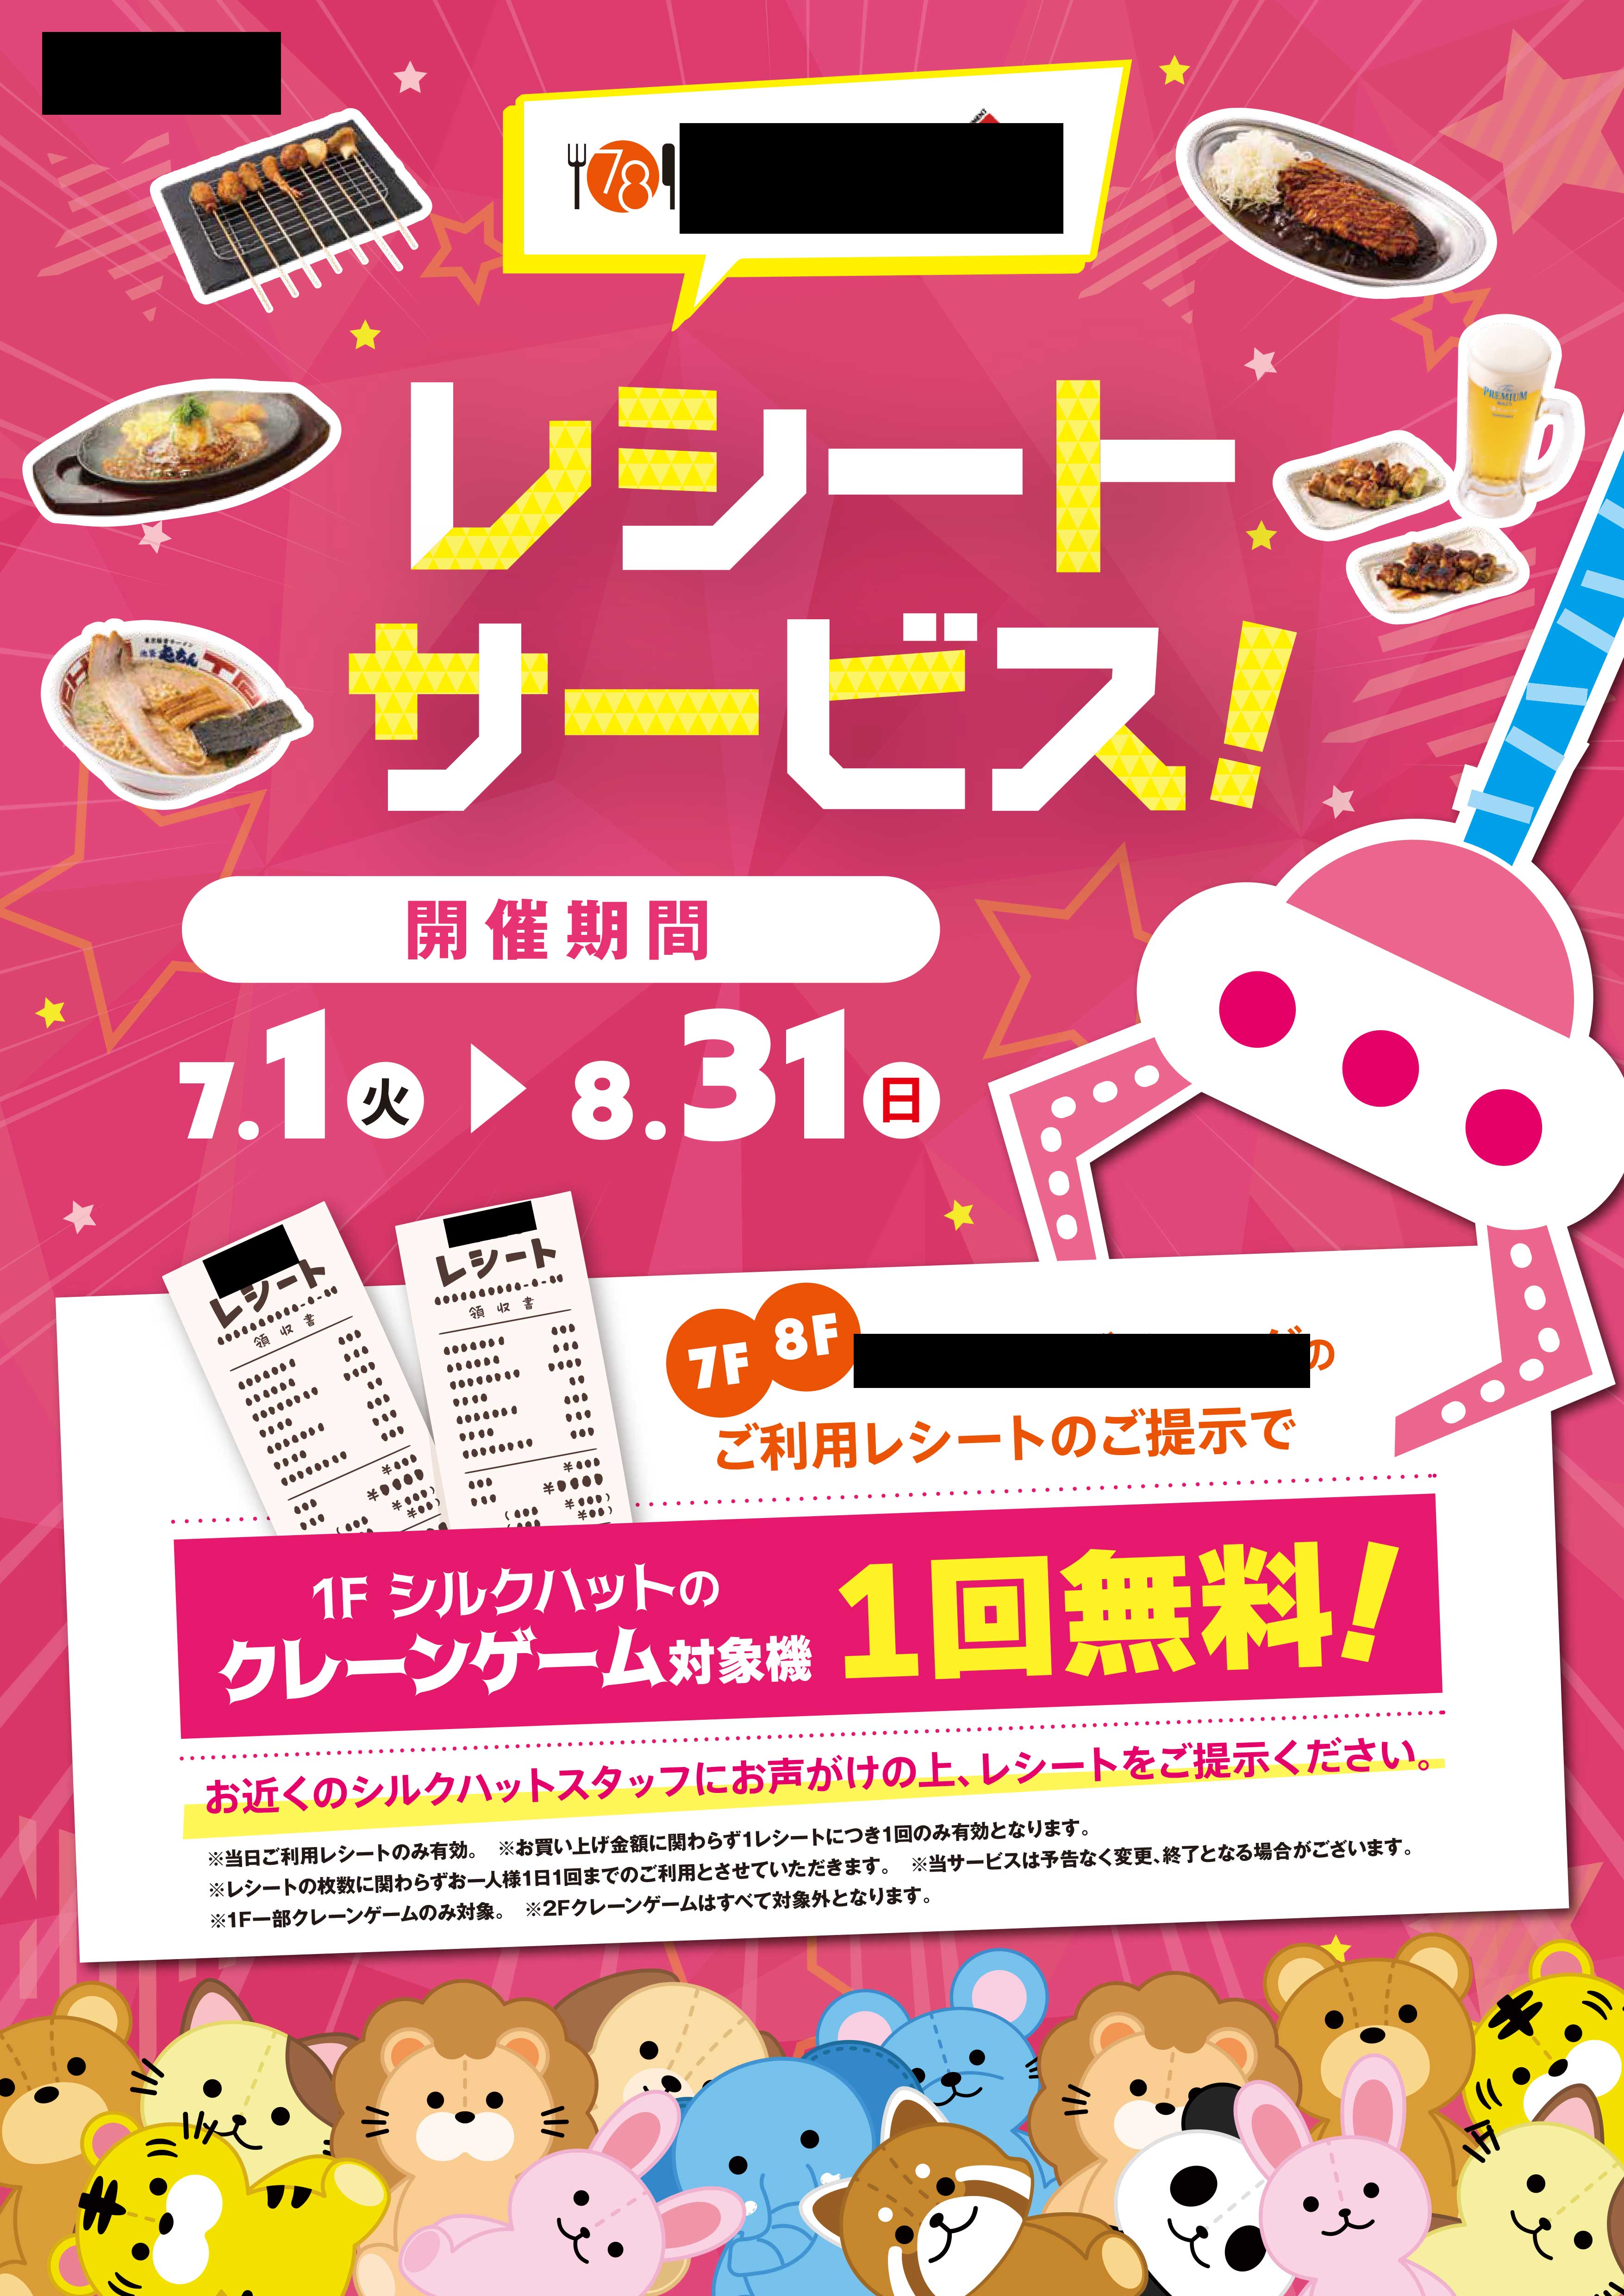 78
レシート
サービス!
開催期間
7.1火 ▶ 8.31日
PREMIUM
レシート
領収書
レシート
領収書
7F 8F
の
ご利用レシートのご提示で
1F シルクハットの
クレーンゲーム対象機
1回無料!
お近くのシルクハットスタッフにお声がけの上、レシートをご提示ください。
※当日ご利用レシートのみ有効。 ※お買い上げ金額に関わらず1レシートにつき1回のみ有効となります。
※レシートの枚数に関わらずお一人様1日1回までのご利用とさせていただきます。 ※当サービスは予告なく変更、終了となる場合がございます。
※1F一部クレーンゲームのみ対象。 ※2Fクレーンゲームはすべて対象外となります。